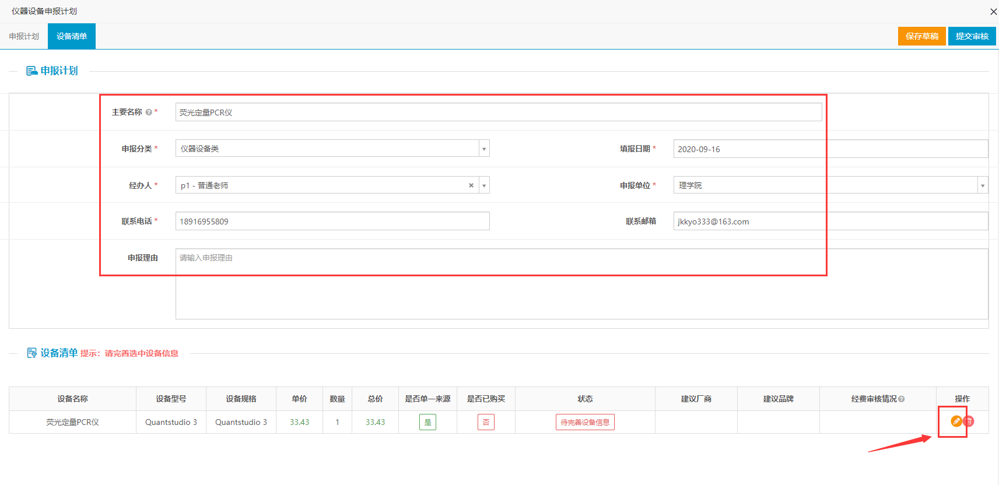 仪器设备申报计划
申报计划 设备清单 保存草稿 提交审核
申报计划
主要名称 * 荧光定量PCR仪
申报分类 * 仪器设备类 填报日期 * 2020-09-16
经办人 * p1 - 普通老师 申报单位 * 理学院
联系电话 * 18916955809 联系邮箱 jkkyo333@163.com
申报理由 请输入申报理由
设备清单 提示：请完善选中设备信息
设备名称 设备型号 设备规格 单价 数量 总价 是否单一来源 是否已购买 状态 建议厂商 建议品牌 经费审核情况 操作
荧光定量PCR仪 Quantstudio 3 Quantstudio 3 33.43 1 33.43 是 否 待完善设备信息